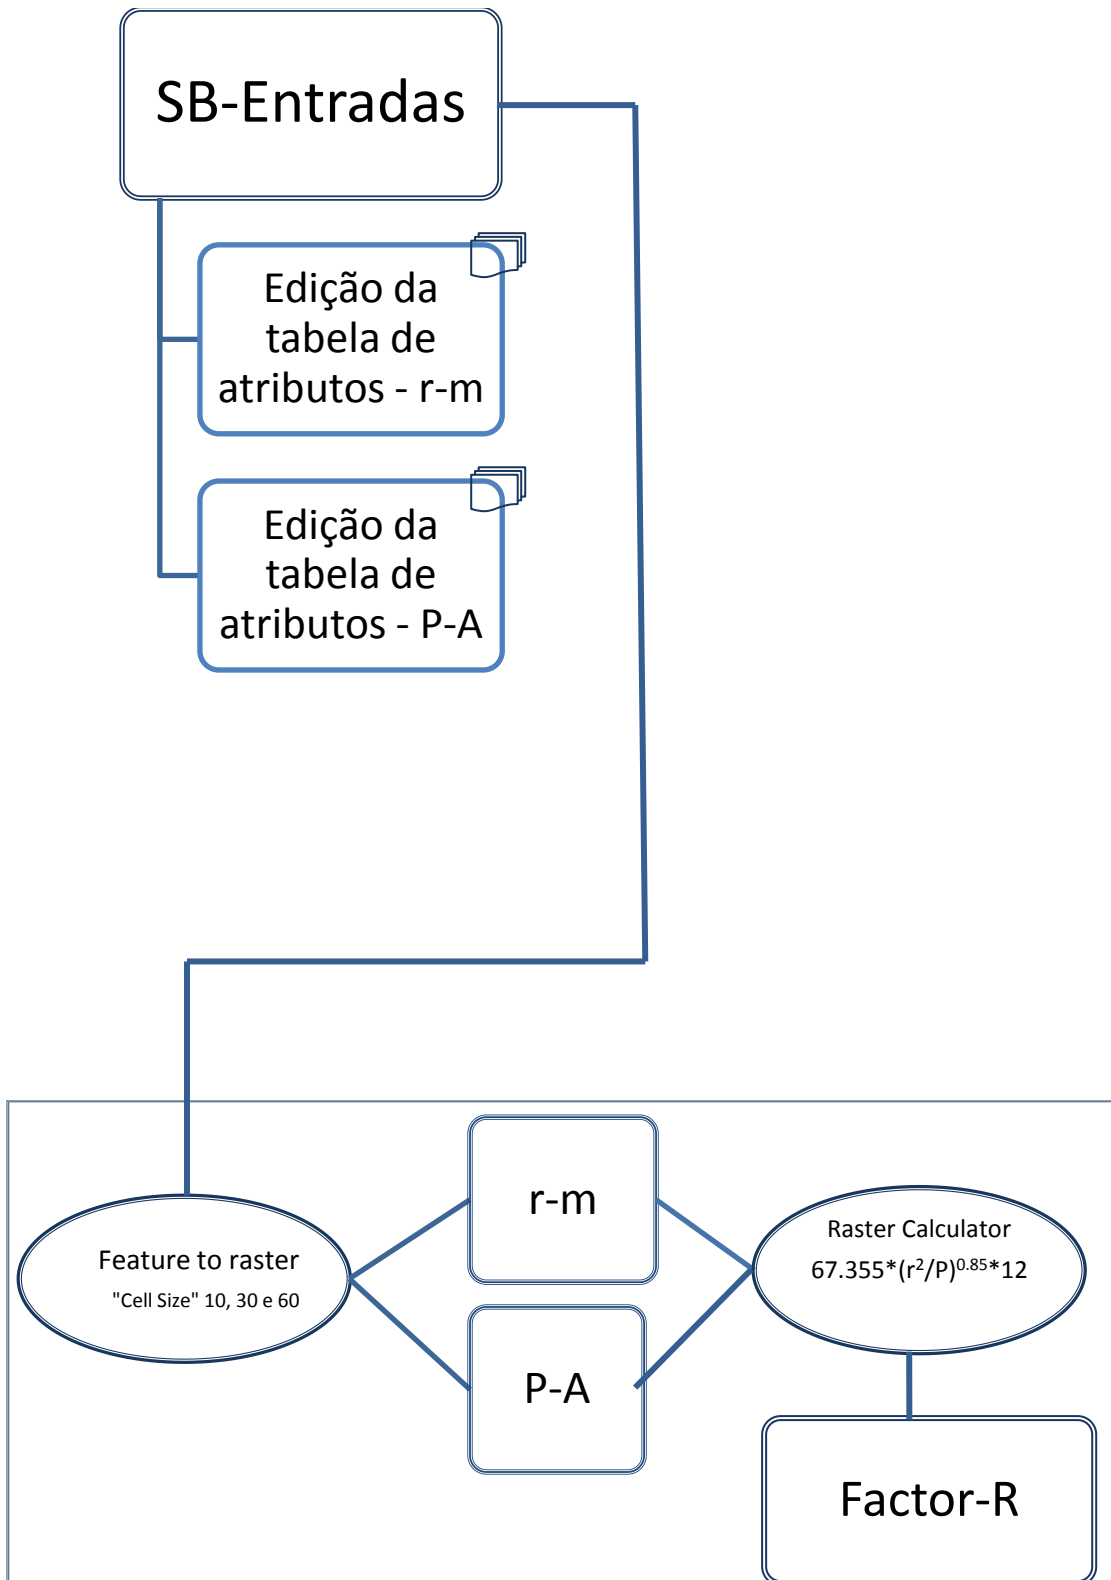 SB-Entradas
Edição da
tabela de
atributos - r-m
Edição da
tabela de
atributos - P-A
Feature to raster
"Cell Size" 10, 30 e 60
r-m
P-A
Raster Calculator
67.355*(r²/P)⁰·⁸⁵*12
Factor-R